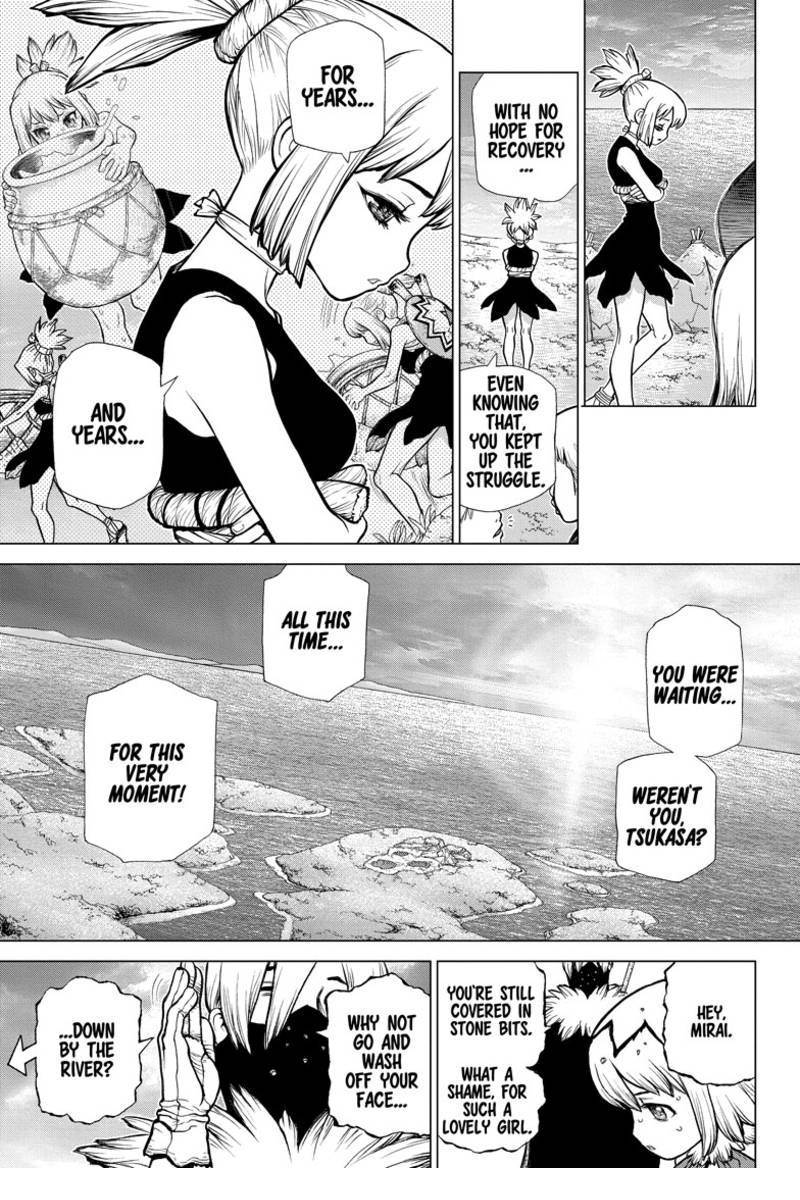 WITH NO
HOPE FOR
RECOVERY
...
EVEN
KNOWING
THAT,
YOU KEPT
UP THE
STRUGGLE.
FOR
YEARS...
AND
YEARS...
YOU WERE
WAITING...
WEREN'T
YOU,
TSUKASA?
ALL THIS
TIME...
FOR THIS
VERY
MOMENT!
HEY,
MIRAI.
YOU'RE STILL
COVERED IN
STONE BITS.
WHAT A
SHAME, FOR
SUCH A
LOVELY GIRL.
WHY NOT
GO AND
WASH
OFF YOUR
FACE...
...DOWN
BY THE
RIVER?